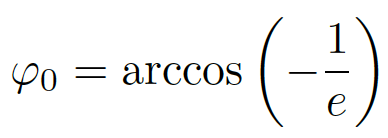 φ₀ = arccos(−1/e)